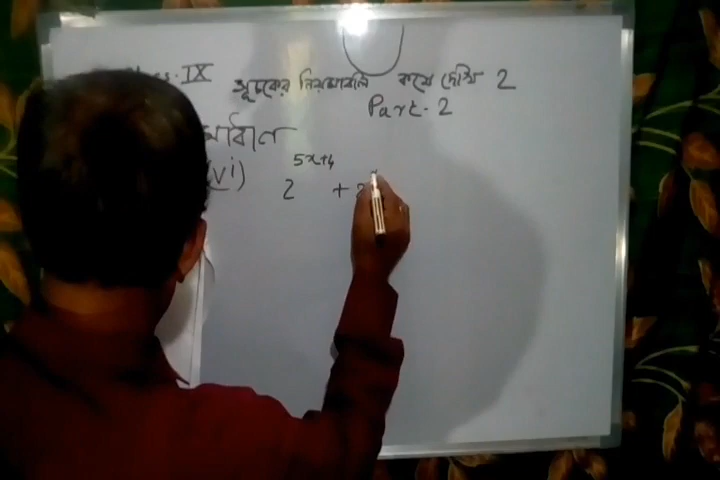 IX সূচকের নিয়মাবলি কষে দেখি 2
Part-2
(vi) 2^{5x+4} +